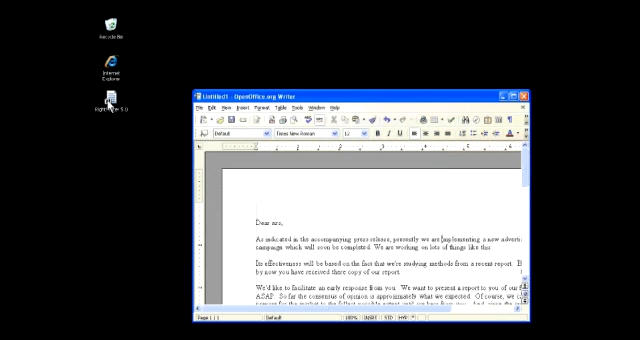 Recycle Bin
Internet
Explorer
5.0
Untitled1 - OpenOffice.org Writer
File Edit View Insert Format Table Tools Window Help
Default Times New Roman 12 B I U
Dear
As indicated in the accompanying press release, presently we are implementing a new
campaign which will soon be completed. We are working on lots of things like this
Its effectiveness will be based on the fact that we're studying methods from a recent report.
by now you have received there copy of our report.
We'd like to facilitate an early response from you. We want to present a report to you of our
ASAP. So far the consensus of opinion is approximately what we expected. Of course, we
Page 1 / 1 Default 100% INSRT STD HYP